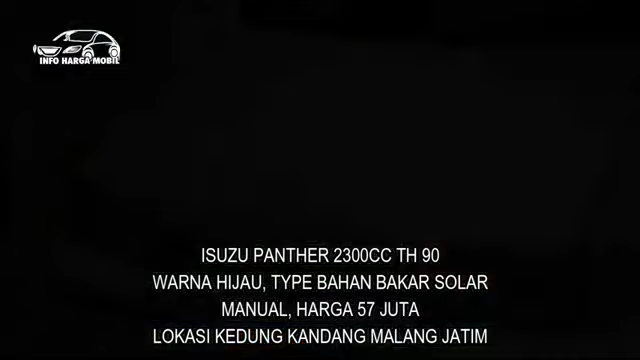 INFO HARGA MOBIL
ISUZU PANTHER 2300CC TH 90
WARNA HIJAU, TYPE BAHAN BAKAR SOLAR
MANUAL, HARGA 57 JUTA
LOKASI KEDUNG KANDANG MALANG JATIM